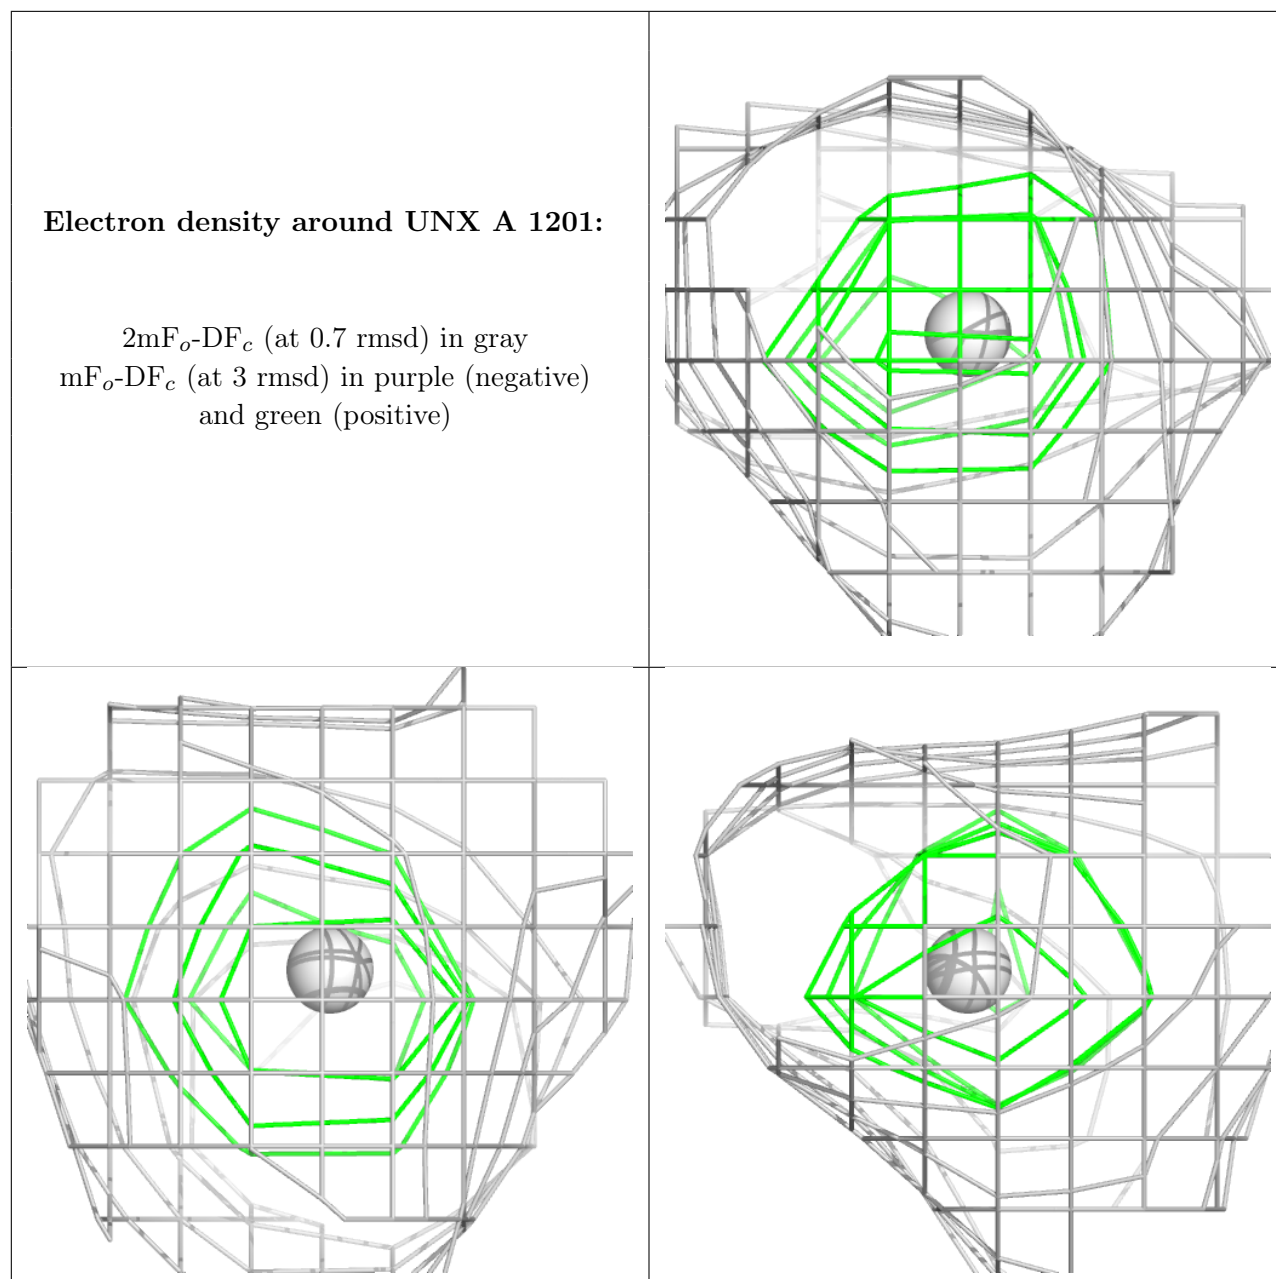 Electron density around UNX A 1201:
2mFo-DFc (at 0.7 rmsd) in gray
mFo-DFc (at 3 rmsd) in purple (negative)
and green (positive)